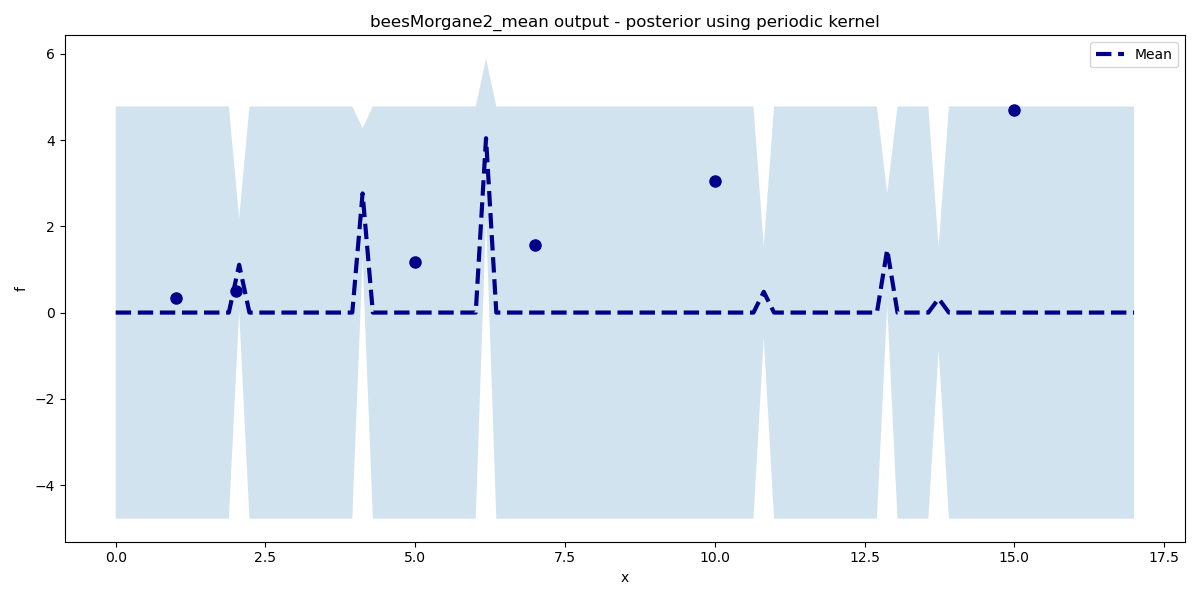 beesMorgane2_mean output - posterior using periodic kernel
Mean
6
4
2
0
−2
−4
f
0.0 2.5 5.0 7.5 10.0 12.5 15.0 17.5
x